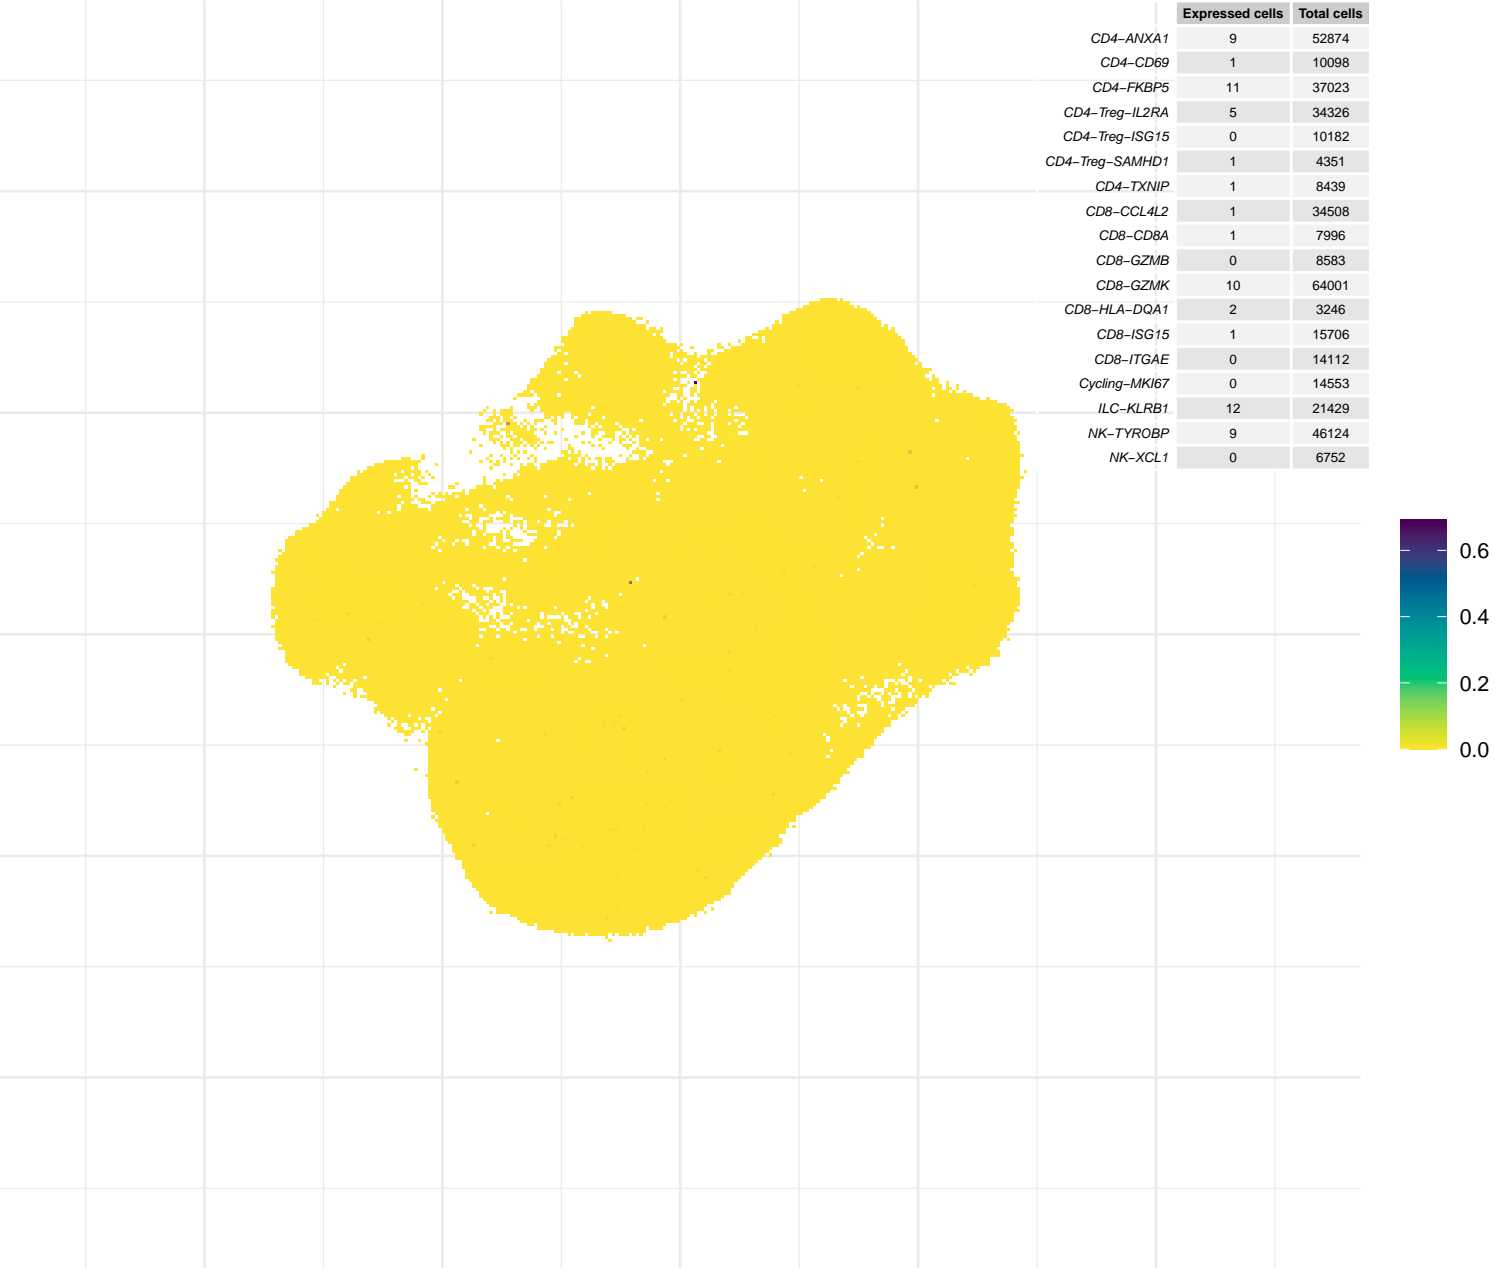 Expressed cells Total cells
CD4−ANXA1 9 52874
CD4−CD69 1 10098
CD4−FKBP5 11 37023
CD4−Treg−IL2RA 5 34326
CD4−Treg−ISG15 0 10182
CD4−Treg−SAMHD1 1 4351
CD4−TXNIP 1 8439
CD8−CCL4L2 1 34508
CD8−CD8A 1 7996
CD8−GZMB 0 8583
CD8−GZMK 10 64001
CD8−HLA−DQA1 2 3246
CD8−ISG15 1 15706
CD8−ITGAE 0 14112
Cycling−MKI67 0 14553
ILC−KLRB1 12 21429
NK−TYROBP 9 46124
NK−XCL1 0 6752
0.6
0.4
0.2
0.0